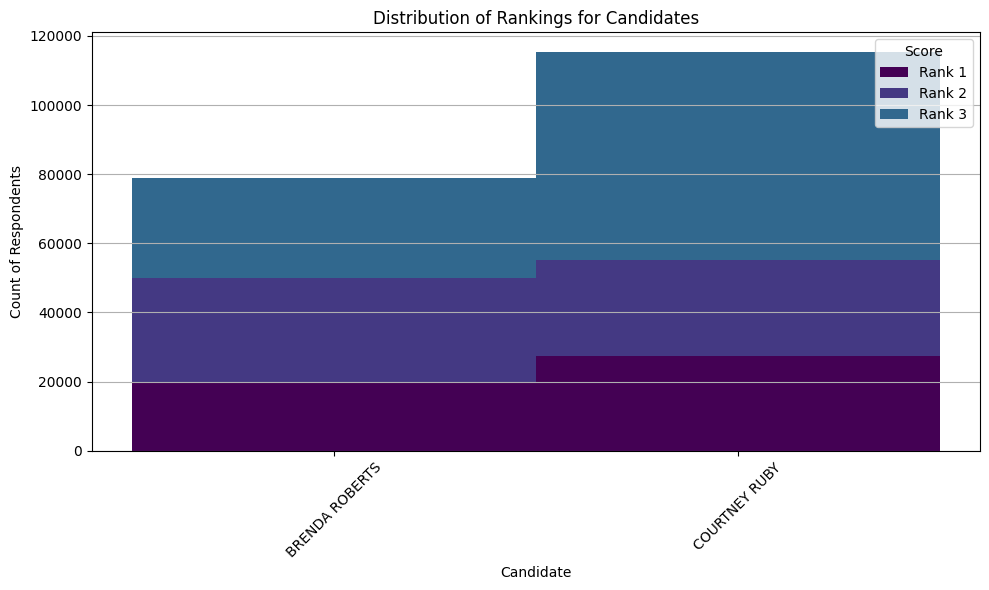 Distribution of Rankings for Candidates
120000
100000
80000
60000
40000
20000
0
Count of Respondents
Score
Rank 1
Rank 2
Rank 3
BRENDA ROBERTS
COURTNEY RUBY
Candidate